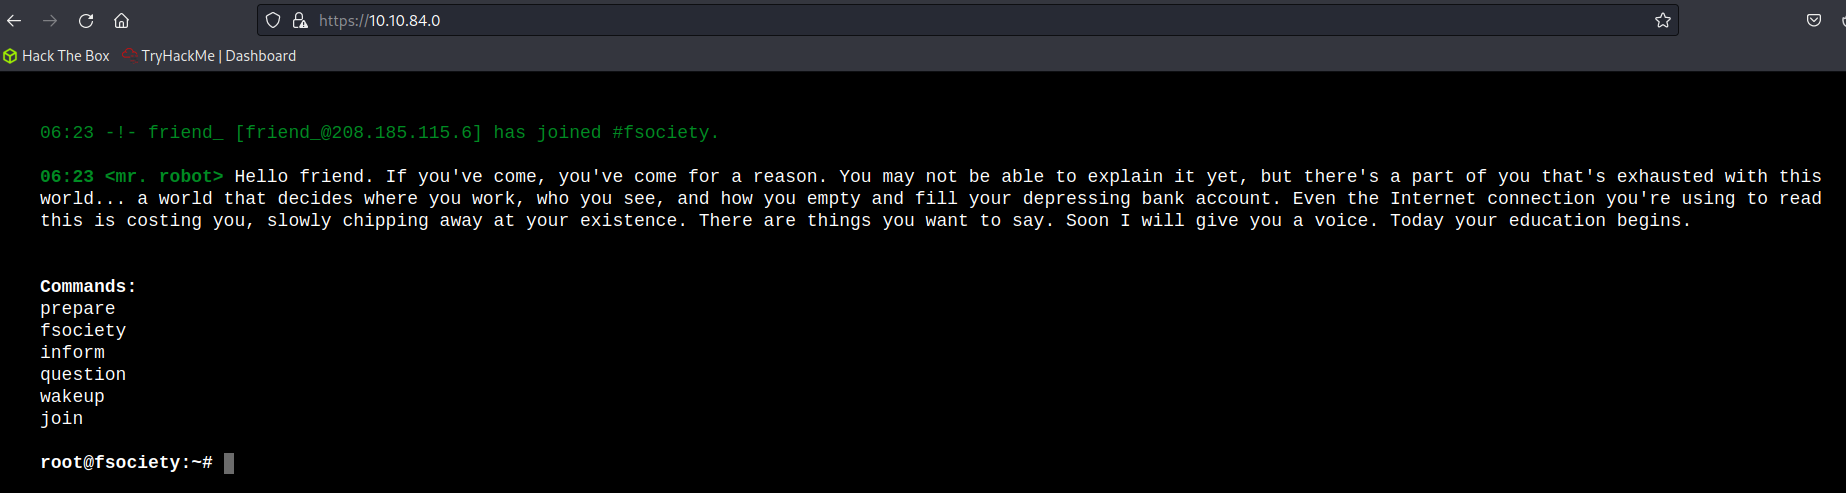 https://10.10.84.0
Hack The Box TryHackMe | Dashboard
06:23 -!- friend_ [friend_@208.185.115.6] has joined #fsociety.
06:23 <mr. robot> Hello friend. If you've come, you've come for a reason. You may not be able to explain it yet, but there's a part of you that's exhausted with this
world... a world that decides where you work, who you see, and how you empty and fill your depressing bank account. Even the Internet connection you're using to read
this is costing you, slowly chipping away at your existence. There are things you want to say. Soon I will give you a voice. Today your education begins.
Commands:
prepare
fsociety
inform
question
wakeup
join
root@fsociety:~#